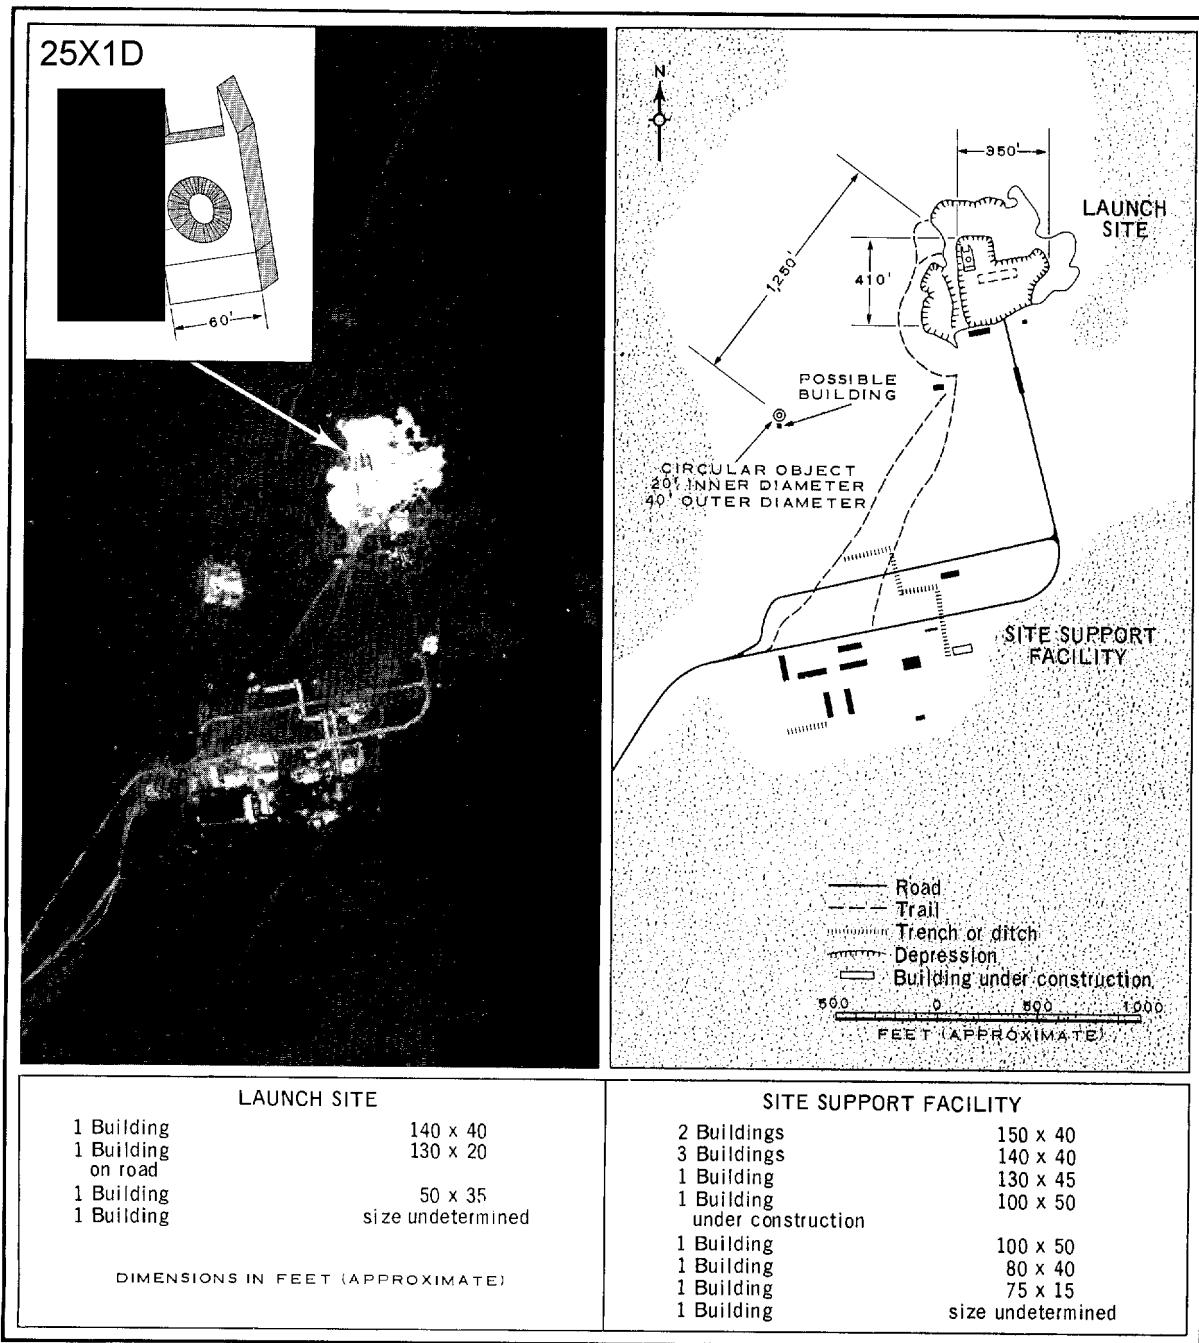 25X1D
60'
N
350'
LAUNCH
SITE
1,250'
410'
POSSIBLE
BUILDING
CIRCULAR OBJECT
20' INNER DIAMETER
40' OUTER DIAMETER
SITE SUPPORT
FACILITY
Road
Trail
Trench or ditch
Depression
Building under construction
500 0 500 1000
FEET (APPROXIMATE)
LAUNCH SITE
1 Building 140 x 40
1 Building 130 x 20
on road
1 Building 50 x 35
1 Building size undetermined
DIMENSIONS IN FEET (APPROXIMATE)
SITE SUPPORT FACILITY
2 Buildings 150 x 40
3 Buildings 140 x 40
1 Building 130 x 45
1 Building 100 x 50
under construction
1 Building 100 x 50
1 Building 80 x 40
1 Building 75 x 15
1 Building size undetermined